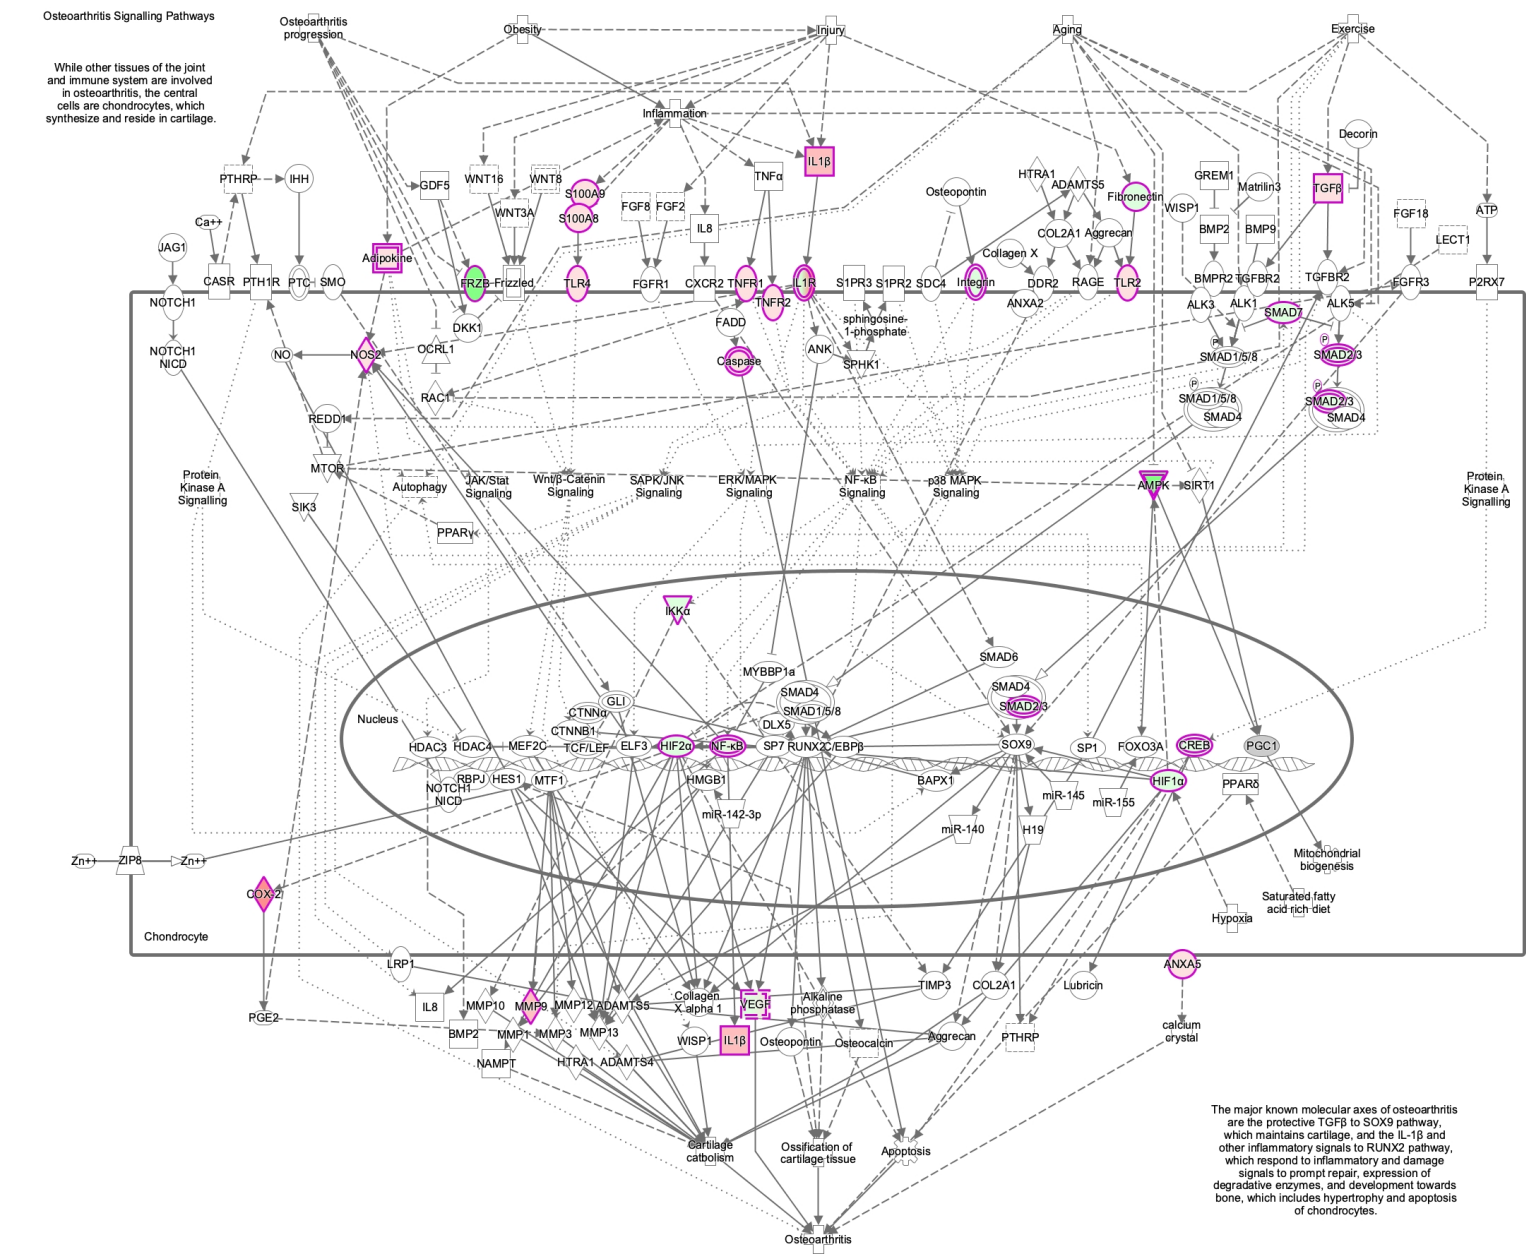 Osteoarthritis Signalling Pathways
While other tissues of the joint
and immune system are involved
in osteoarthritis, the central
cells are chondrocytes, which
synthesize and reside in cartilage.
Osteoarthritis
progression
Obesity
Injury
Aging
Exercise
Inflammation
Decorin
PTHRP
IHH
GDF5
WNT16
WNT8
WNT3A
S100A9
S100A8
FGF8
FGF2
TNFα
IL8
IL1β
Osteopontin
HTRA1
ADAMTS5
Fibronectin
COL2A1
Aggrecan
Collagen X
WISP1
GREM1
Matrilin3
BMP2
BMP9
TGFβ
FGF18
LECT1
ATP
Ca++
JAG1
Adipokine
NOTCH1
CASR
PTH1R
PTC
SMO
FRZB
Frizzled
TLR4
FGFR1
CXCR2
TNFR1
TNFR2
IL1R
S1PR3
S1PR2
SDC4
Integrin
DDR2
RAGE
TLR2
ANXA2
BMPR2
TGFBR2
TGFBR2
FGFR3
P2RX7
ALK3
ALK1
SMAD7
ALK5
DKK1
FADD
sphingosine-
1-phosphate
NOTCH1
NICD
NO
NOS2
OCRL1
Caspase
ANK
SPHK1
P
SMAD1/5/8
P
SMAD2/3
RAC1
P
SMAD1/5/8
SMAD4
P
SMAD2/3
SMAD4
REDD1
MTOR
Protein
Kinase A
Signalling
Autophagy
JAK/Stat
Signaling
Wnt/β-Catenin
Signaling
SAPK/JNK
Signaling
ERK/MAPK
Signaling
NF-κB
Signaling
p38 MAPK
Signaling
AMPK
SIRT1
Protein
Kinase A
Signalling
SIK3
PPARγ
IKKα
MYBBP1a
SMAD6
SMAD4
SMAD1/5/8
SMAD4
SMAD2/3
GLI
CTNNα
CTNNB1
DLX5
Nucleus
HDAC3
HDAC4
MEF2C
TCF/LEF
ELF3
HIF2α
NF-κB
SP7
RUNX2
C/EBPβ
SOX9
SP1
FOXO3A
CREB
PGC1
RBPJ
NOTCH1
NICD
HES1
MTF1
HMGB1
BAPX1
HIF1α
PPARδ
miR-142-3p
miR-145
miR-155
miR-140
H19
Zn++
ZIP8
Zn++
Mitochondrial
biogenesis
COX-2
Saturated fatty
acid rich diet
Hypoxia
Chondrocyte
LRP1
ANXA5
IL8
MMP10
MMP9
MMP12
ADAMTS5
Collagen
X alpha 1
VEGF
Alkaline
phosphatase
TIMP3
COL2A1
Lubricin
PGE2
BMP2
MMP1
MMP3
MMP13
WISP1
IL1β
Osteopontin
Osteocalcin
Aggrecan
PTHRP
calcium
crystal
NAMPT
HTRA1
ADAMTS4
Cartilage
catbolism
Ossification of
cartilage tissue
Apoptosis
Osteoarthritis
The major known molecular axes of osteoarthritis
are the protective TGFβ to SOX9 pathway,
which maintains cartilage, and the IL-1β and
other inflammatory signals to RUNX2 pathway,
which respond to inflammatory and damage
signals to prompt repair, expression of
degradative enzymes, and development towards
bone, which includes hypertrophy and apoptosis
of chondrocytes.